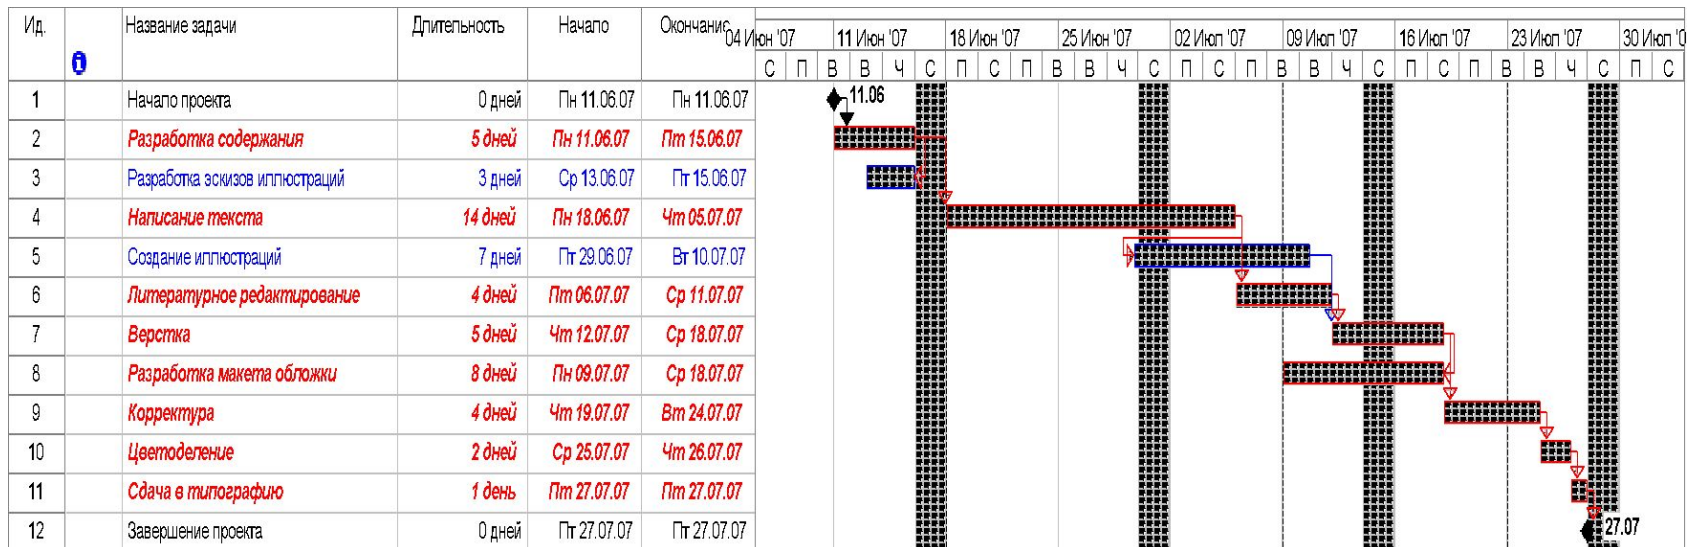 Ид. Название задачи Длительность Начало Окончание 04 Июн '07 11 Июн '07 18 Июн '07 25 Июн '07 02 Июл '07 09 Июл '07 16 Июл '07 23 Июл '07 30 Июл '0
С П В В Ч С П С П В В Ч С П С П В В Ч С П С П В В Ч С П С
1 Начало проекта 0 дней Пн 11.06.07 Пн 11.06.07 11.06
2 Разработка содержания 5 дней Пн 11.06.07 Пт 15.06.07
3 Разработка эскизов иллюстраций 3 дней Ср 13.06.07 Пт 15.06.07
4 Написание текста 14 дней Пн 18.06.07 Чт 05.07.07
5 Создание иллюстраций 7 дней Пт 29.06.07 Вт 10.07.07
6 Литературное редактирование 4 дней Пт 06.07.07 Ср 11.07.07
7 Верстка 5 дней Чт 12.07.07 Ср 18.07.07
8 Разработка макета обложки 8 дней Пн 09.07.07 Ср 18.07.07
9 Корректура 4 дней Чт 19.07.07 Вт 24.07.07
10 Цветоделение 2 дней Ср 25.07.07 Чт 26.07.07
11 Сдача в типографию 1 день Пт 27.07.07 Пт 27.07.07
12 Завершение проекта 0 дней Пт 27.07.07 Пт 27.07.07 27.07